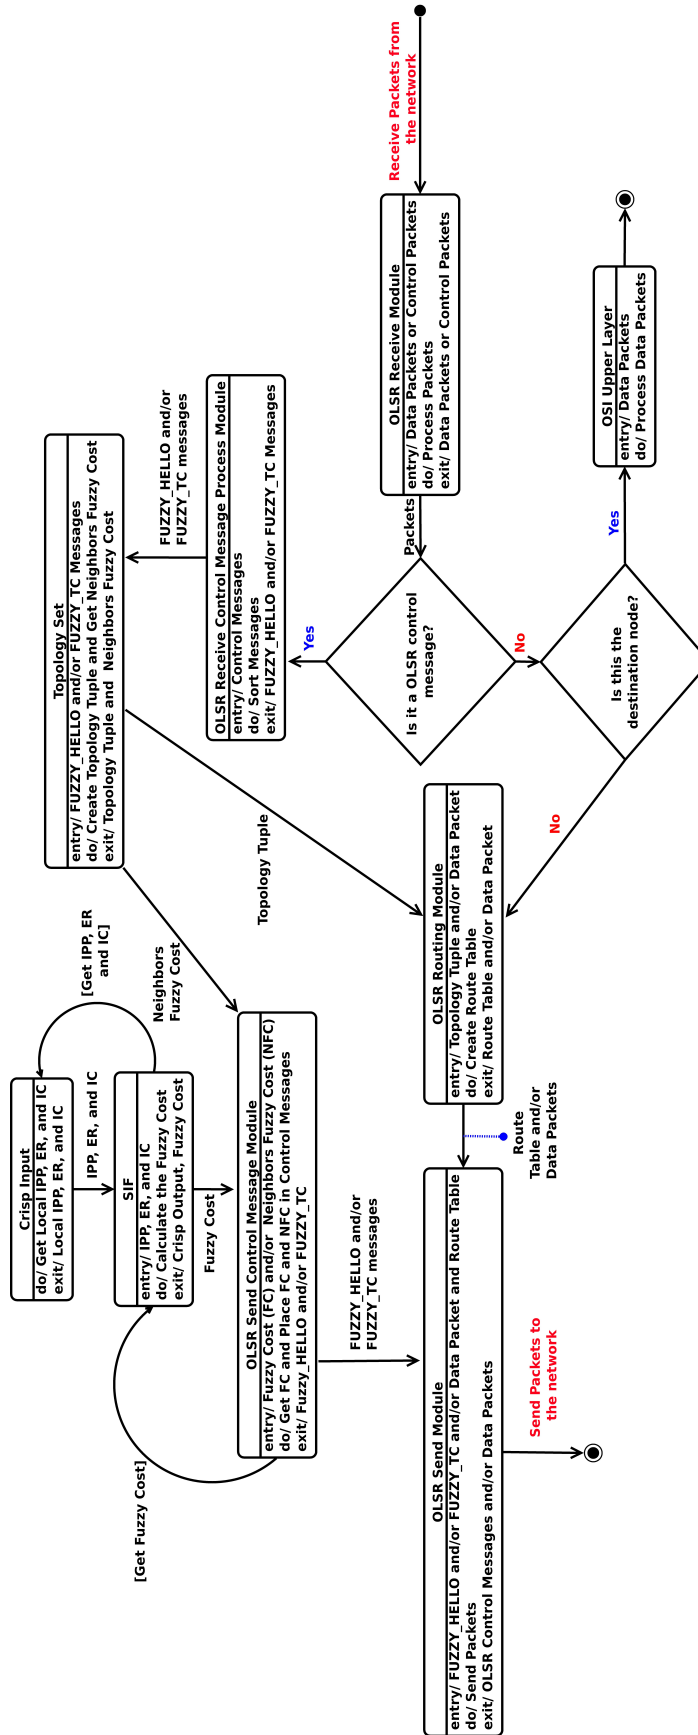 Crisp Input
do/ Get Local IPP, ER, and IC
exit/ Local IPP, ER, and IC
[Get IPP, ER
and IC]
IPP, ER, and IC
SIF
entry/ IPP, ER, and IC
do/ Calculate the Fuzzy Cost
exit/ Crisp Output, Fuzzy Cost
[Get Fuzzy Cost]
Fuzzy Cost
Neighbors
Fuzzy Cost
OLSR Send Control Message Module
entry/ Fuzzy Cost (FC) and/or Neighbors Fuzzy Cost (NFC)
do/ Get FC and Place FC and NFC in Control Messages
exit/ Fuzzy_HELLO and/or FUZZY_TC
FUZZY_HELLO and/or
FUZZY_TC messages
OLSR Send Module
entry/ FUZZY_HELLO and/or FUZZY_TC and/or Data Packet and Route Table
do/ Send Packets
exit/ OLSR Control Messages and/or Data Packets
Send Packets to
the network
Topology Set
entry/ FUZZY_HELLO and/or FUZZY_TC Messages
do/ Create Topology Tuple and Get Neighbors Fuzzy Cost
exit/ Topology Tuple and Neighbors Fuzzy Cost
Topology Tuple
FUZZY_HELLO and/or
FUZZY_TC messages
OLSR Receive Control Message Process Module
entry/ Control Messages
do/ Sort Messages
exit/ FUZZY_HELLO and/or FUZZY_TC Messages
Yes
Is it a OLSR control
message?
Packets
OLSR Receive Module
entry/ Data Packets or Control Packets
do/ Process Packets
exit/ Data Packets or Control Packets
Receive Packets from
the network
No
Is this the
destination node?
Yes
OSI Upper Layer
entry/ Data Packets
do/ Process Data Packets
No
OLSR Routing Module
entry/ Topology Tuple and/or Data Packet
do/ Create Route Table
exit/ Route Table and/or Data Packet
Route
Table and/or
Data Packets